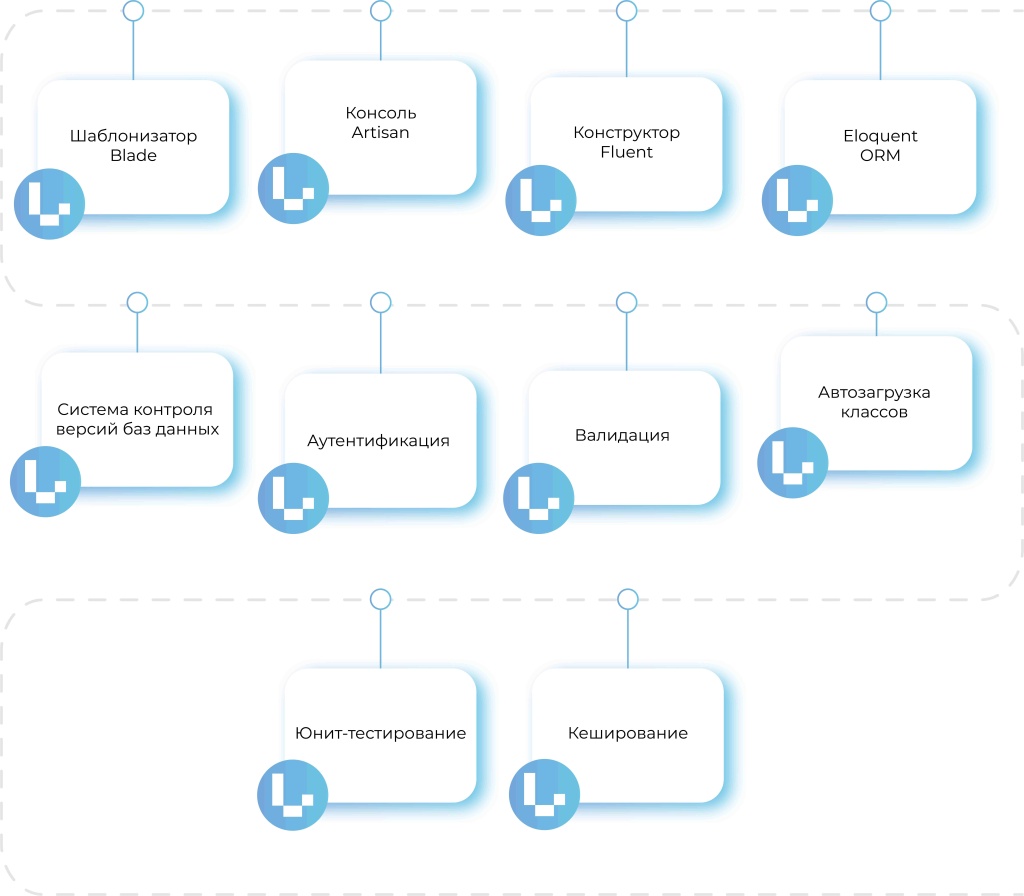 Шаблонизатор
Blade
Консоль
Artisan
Конструктор
Fluent
Eloquent
ORM
Система контроля
версий баз данных
Аутентификация
Валидация
Автозагрузка
классов
Юнит-тестирование
Кеширование